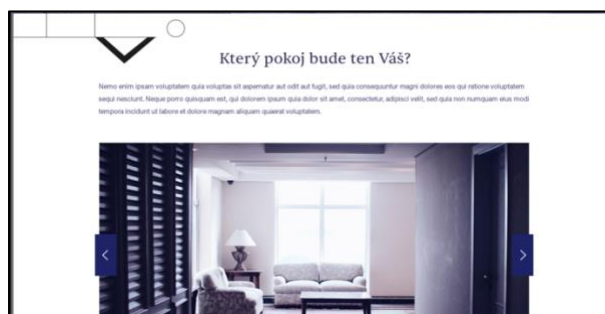 Který pokoj bude ten Váš?
Nemo enim ipsam voluptatem quia voluptas sit aspernatur aut odit aut fugit, sed quia consequuntur magni dolores eos qui ratione voluptatem
sequi nesciunt. Neque porro quisquam est, qui dolorem ipsum quia dolor sit amet, consectetur, adipisci velit, sed quia non numquam eius modi
tempora incidunt ut labore et dolore magnam aliquam quaerat voluptatem.